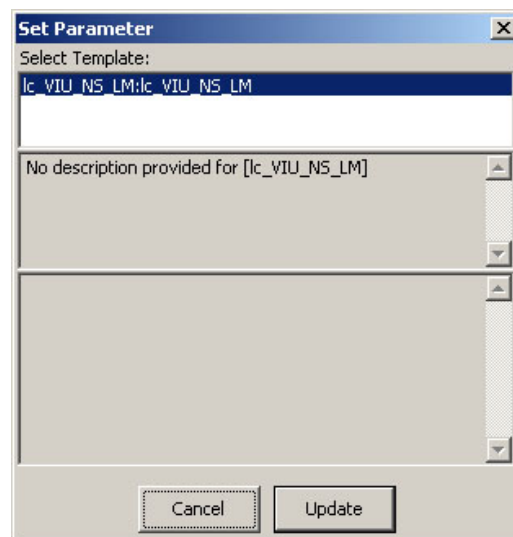 Set Parameter
Select Template:
lc_VIU_NS_LM:lc_VIU_NS_LM
No description provided for [lc_VIU_NS_LM]
Cancel
Update